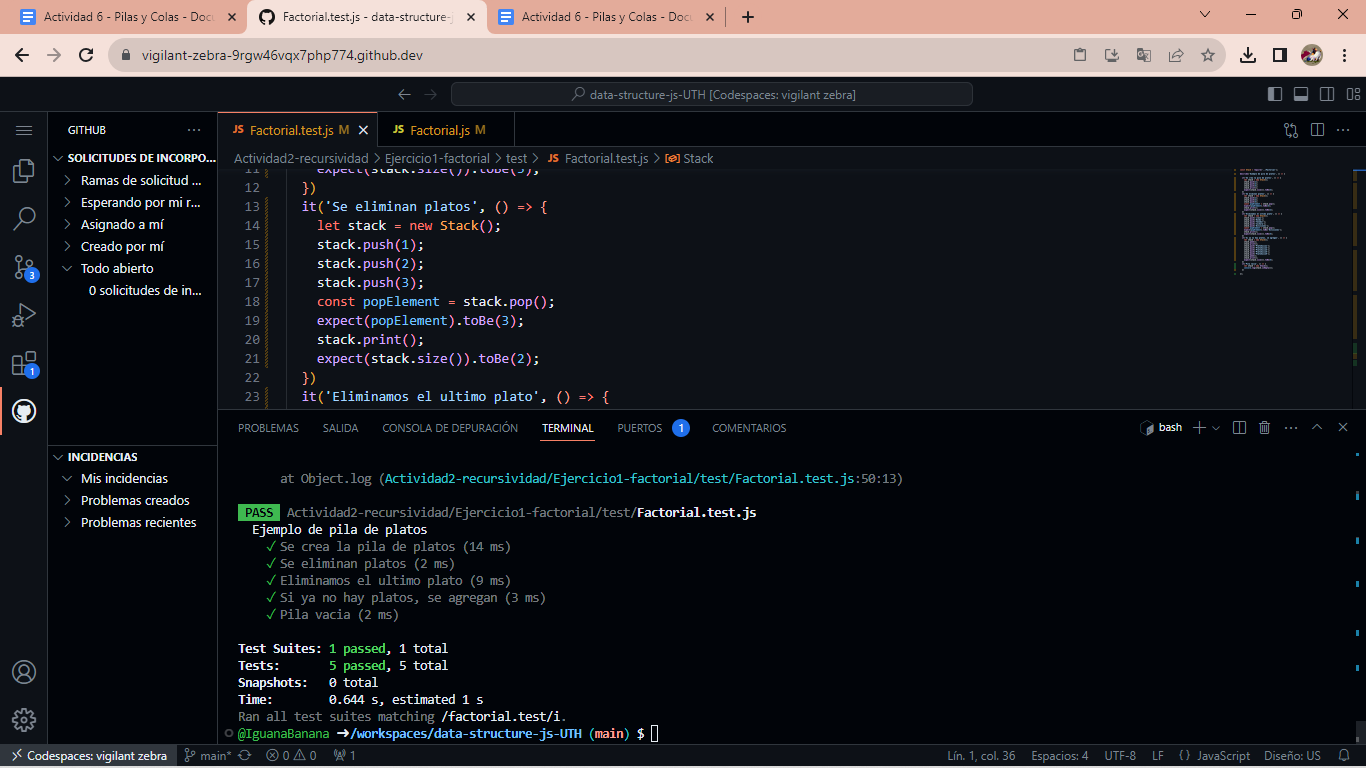 Actividad 6 - Pilas y Colas - Docu
Factorial.test.js - data-structure-j
Actividad 6 - Pilas y Colas - Docu
vigilant-zebra-9rgw46vqx7php774.github.dev
data-structure-js-UTH [Codespaces: vigilant zebra]
GITHUB
SOLICITUDES DE INCORPO...
Ramas de solicitud ...
Esperando por mi r...
Asignado a mí
Creado por mí
Todo abierto
0 solicitudes de in...
3
1
INCIDENCIAS
Mis incidencias
Problemas creados
Problemas recientes
JS Factorial.test.js M
JS Factorial.js M
Actividad2-recursividad > Ejercicio1-factorial > test > JS Factorial.test.js > Stack
11 expect(stack.size()).toBe(3);
12 })
13 it('Se eliminan platos', () => {
14 let stack = new Stack();
15 stack.push(1);
16 stack.push(2);
17 stack.push(3);
18 const popElement = stack.pop();
19 expect(popElement).toBe(3);
20 stack.print();
21 expect(stack.size()).toBe(2);
22 })
23 it('Eliminamos el ultimo plato', () => {
PROBLEMAS SALIDA CONSOLA DE DEPURACIÓN TERMINAL PUERTOS 1 COMENTARIOS
bash
at Object.log (Actividad2-recursividad/Ejercicio1-factorial/test/Factorial.test.js:50:13)
PASS Actividad2-recursividad/Ejercicio1-factorial/test/Factorial.test.js
Ejemplo de pila de platos
✓ Se crea la pila de platos (14 ms)
✓ Se eliminan platos (2 ms)
✓ Eliminamos el ultimo plato (9 ms)
✓ Si ya no hay platos, se agregan (3 ms)
✓ Pila vacia (2 ms)
Test Suites: 1 passed, 1 total
Tests: 5 passed, 5 total
Snapshots: 0 total
Time: 0.644 s, estimated 1 s
Ran all test suites matching /factorial.test/i.
@IguanaBanana ➜ /workspaces/data-structure-js-UTH (main) $
Codespaces: vigilant zebra
main*
0 0
1
Lín. 1, col. 36
Espacios: 4
UTF-8
LF
JavaScript
Diseño: US